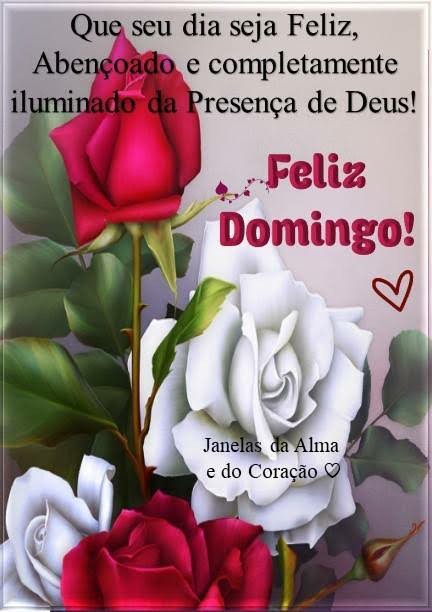 Que seu dia seja Feliz,
Abençoado e completamente
iluminado da Presença de Deus!
Feliz
Domingo!
Janelas da Alma
e do Coração ♡